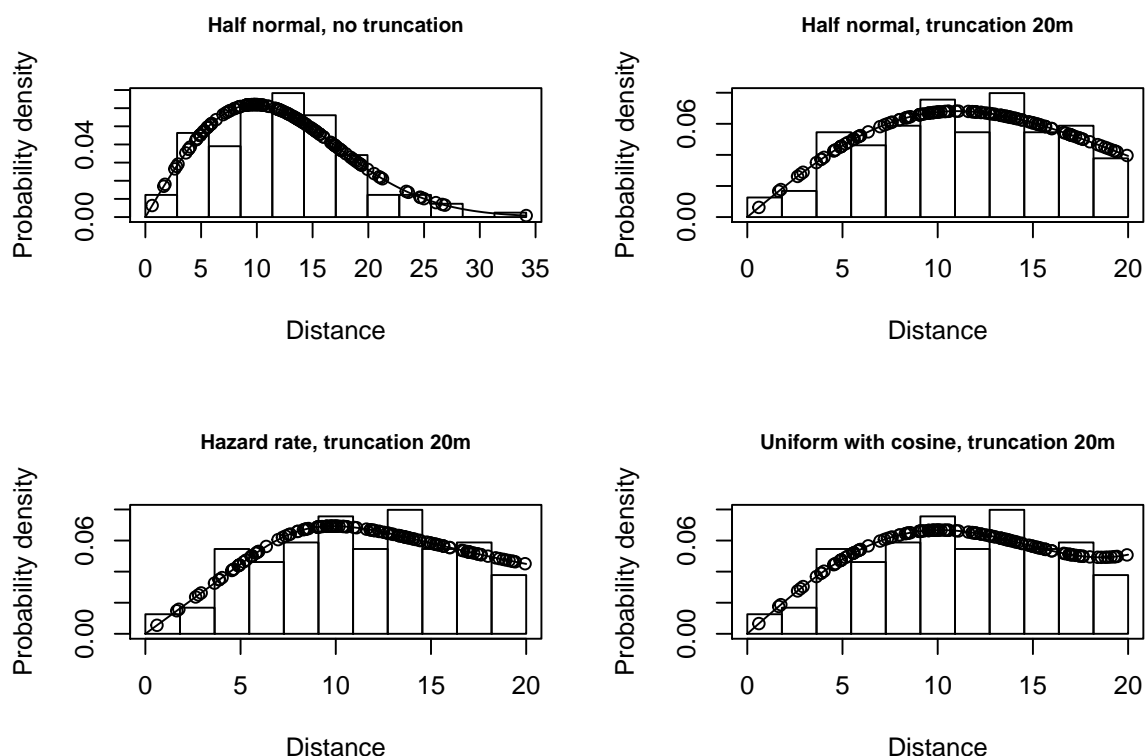 Half normal, no truncation
Probability density
0.00 0.04
0 5 10 15 20 25 30 35
Distance
Half normal, truncation 20m
Probability density
0.00 0.06
0 5 10 15 20
Distance
Hazard rate, truncation 20m
Probability density
0.00 0.06
0 5 10 15 20
Distance
Uniform with cosine, truncation 20m
Probability density
0.00 0.06
0 5 10 15 20
Distance